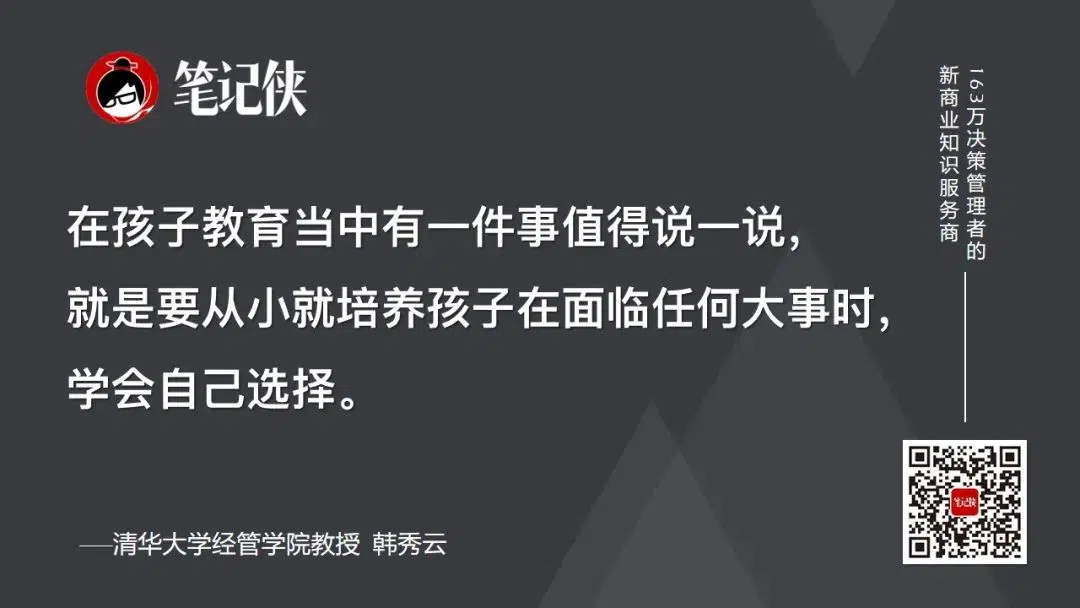 笔记侠
163万决策管理者的
新商业知识服务商
在孩子教育当中有一件事值得说一说，
就是要从小就培养孩子在面临任何大事时，
学会自己选择。
——清华大学经管学院教授 韩秀云
笔记侠